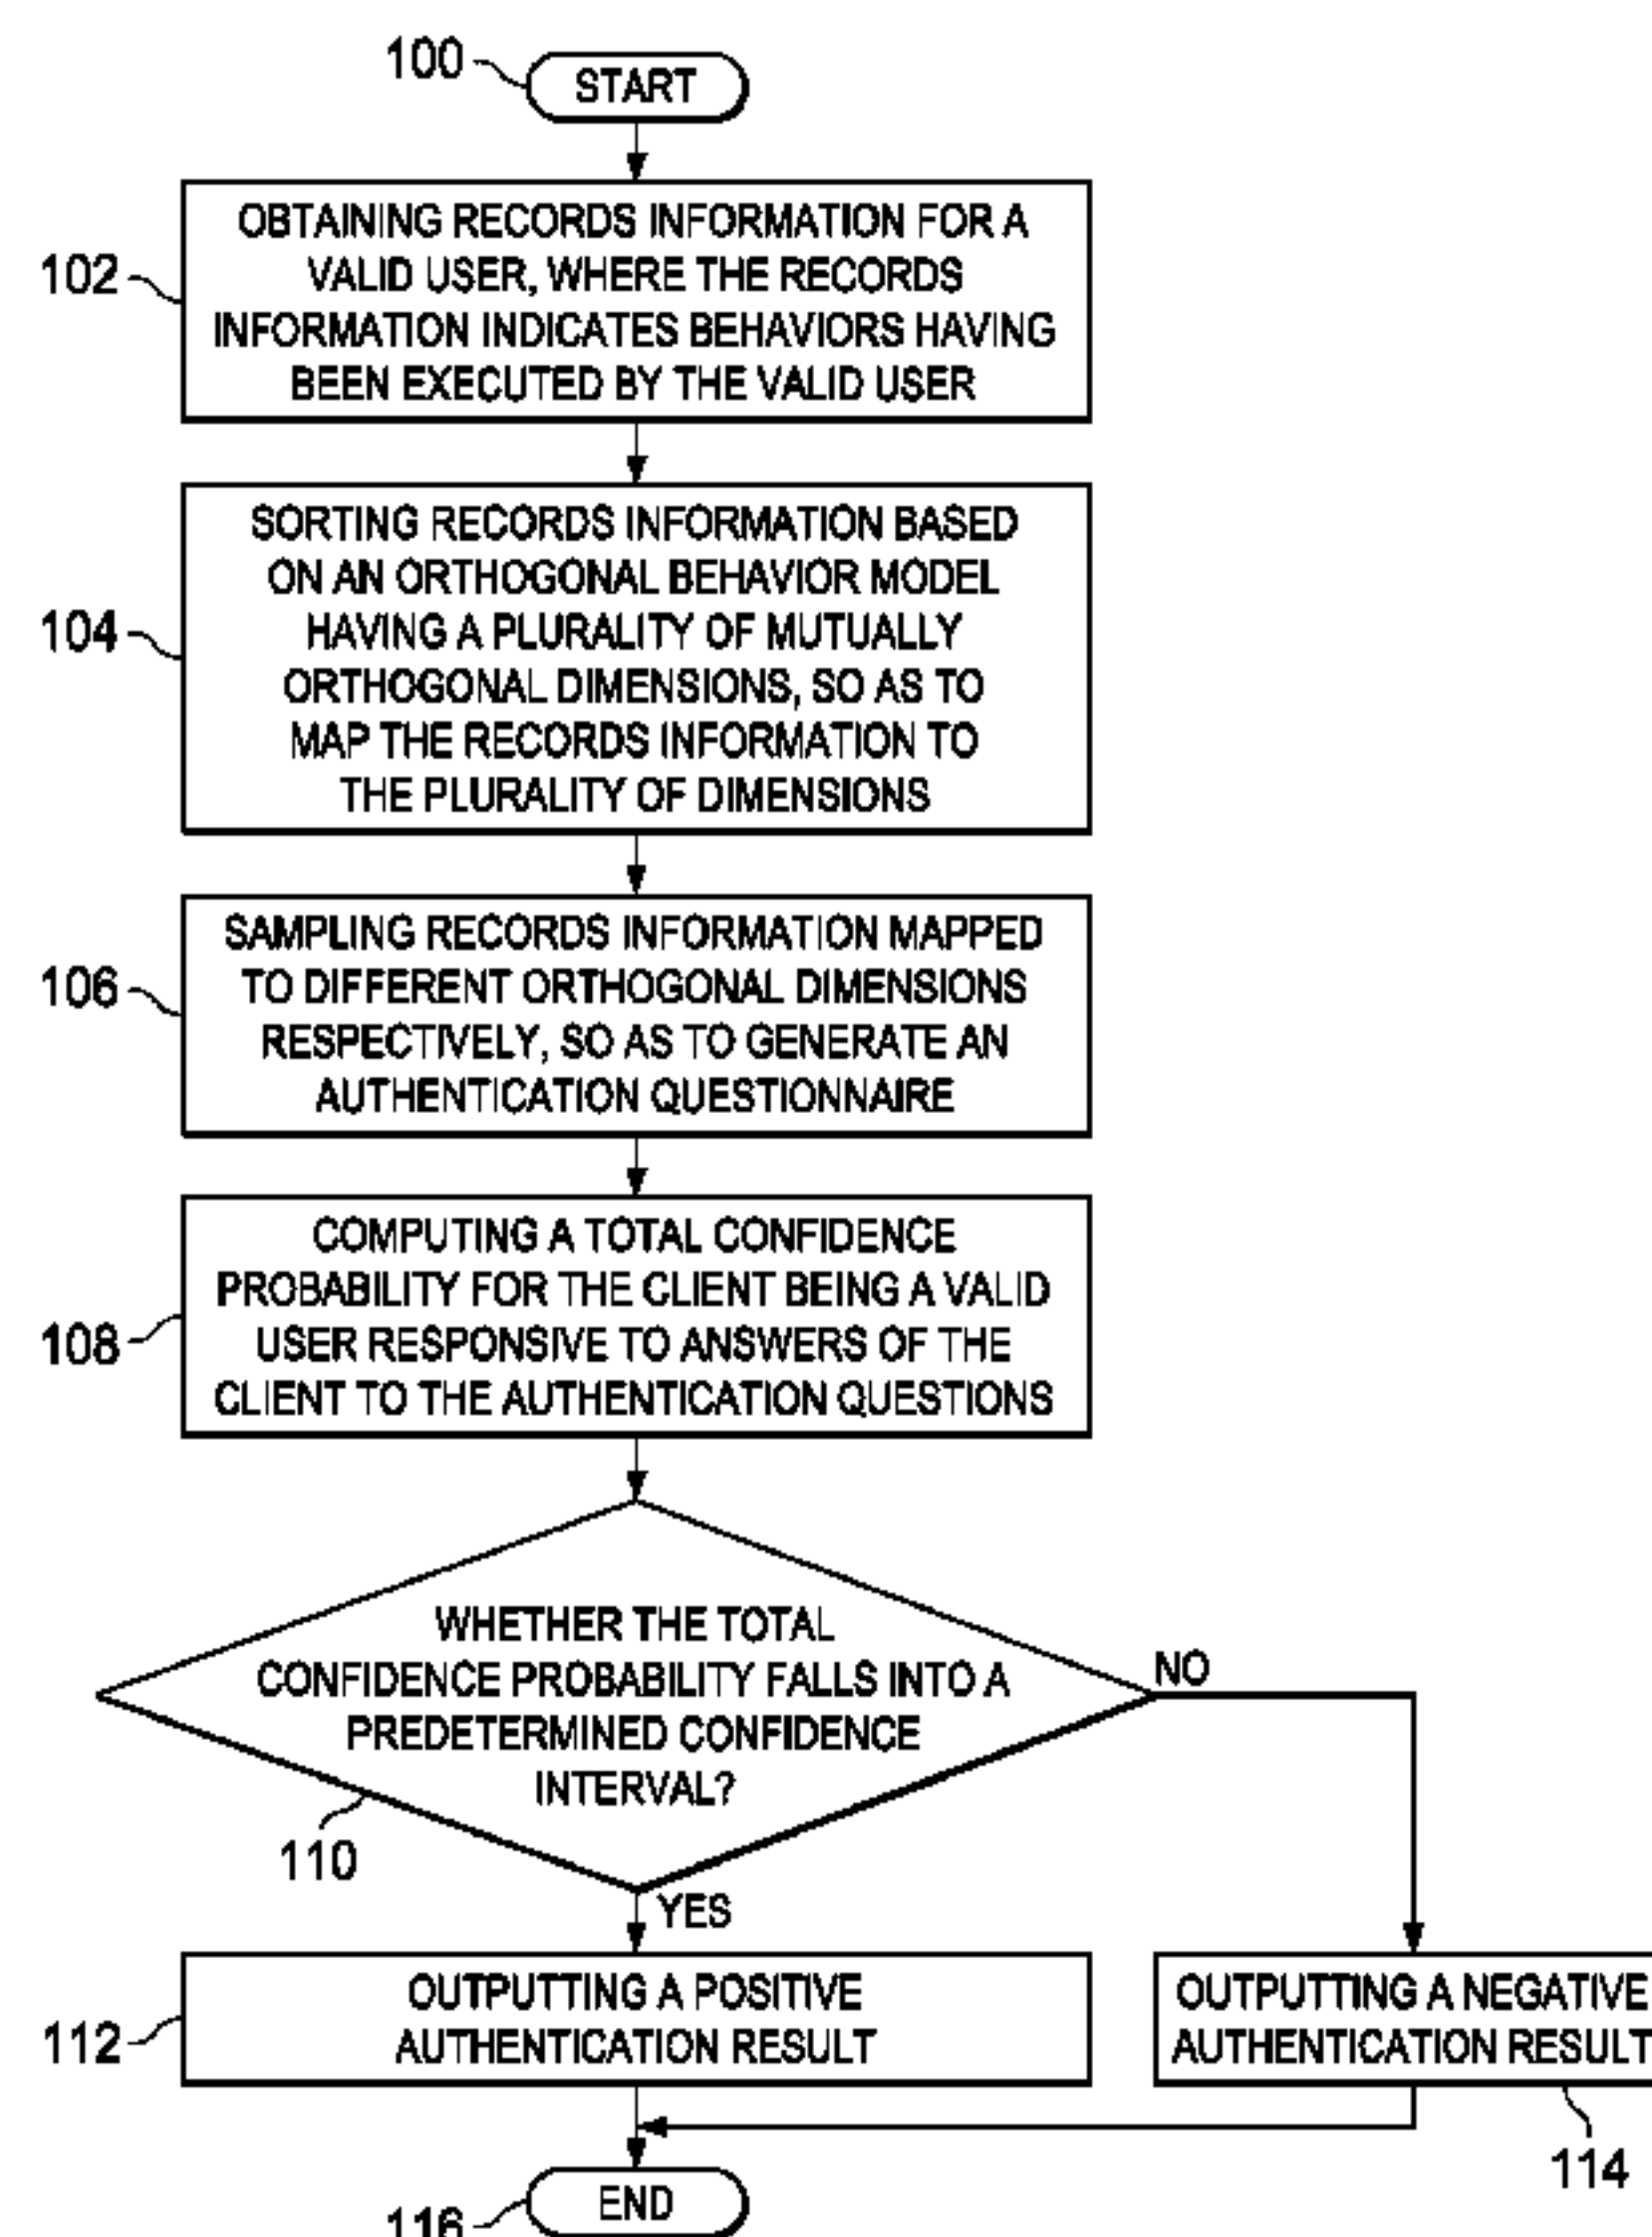 100
START
102
OBTAINING RECORDS INFORMATION FOR A
VALID USER, WHERE THE RECORDS
INFORMATION INDICATES BEHAVIORS HAVING
BEEN EXECUTED BY THE VALID USER
104
SORTING RECORDS INFORMATION BASED
ON AN ORTHOGONAL BEHAVIOR MODEL
HAVING A PLURALITY OF MUTUALLY
ORTHOGONAL DIMENSIONS, SO AS TO
MAP THE RECORDS INFORMATION TO
THE PLURALITY OF DIMENSIONS
106
SAMPLING RECORDS INFORMATION MAPPED
TO DIFFERENT ORTHOGONAL DIMENSIONS
RESPECTIVELY, SO AS TO GENERATE AN
AUTHENTICATION QUESTIONNAIRE
108
COMPUTING A TOTAL CONFIDENCE
PROBABILITY FOR THE CLIENT BEING A VALID
USER RESPONSIVE TO ANSWERS OF THE
CLIENT TO THE AUTHENTICATION QUESTIONS
WHETHER THE TOTAL
CONFIDENCE PROBABILITY FALLS INTO A
PREDETERMINED CONFIDENCE
INTERVAL?
NO
110
YES
112
OUTPUTTING A POSITIVE
AUTHENTICATION RESULT
OUTPUTTING A NEGATIVE
AUTHENTICATION RESULT
114
116
END